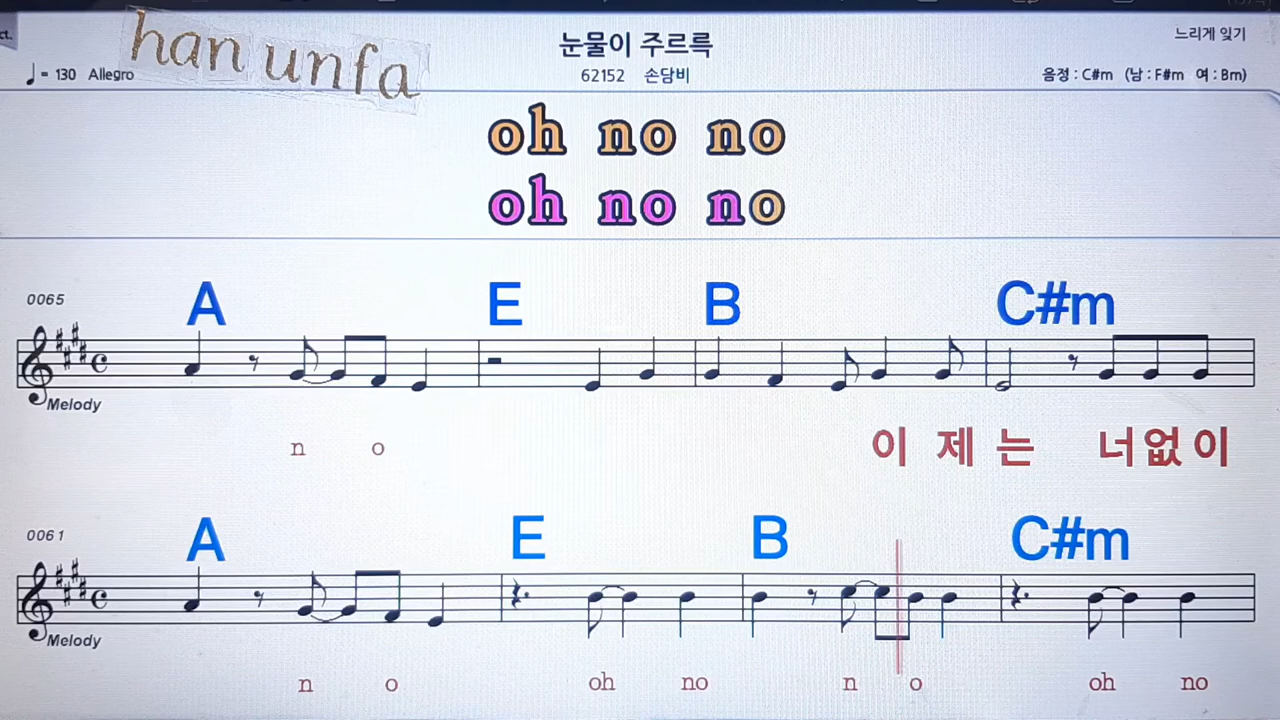 ct.
han unfa
눈물이 주르륵
느리게 잊기
♩= 130 Allegro
62152 손담비
음정 : C#m (남 : F#m 여 : Bm)
oh no no
oh no no
0065
A E B C#m
Melody
n o 이 제 는 너 없 이
0061
A E B C#m
Melody
n o oh no n o oh no